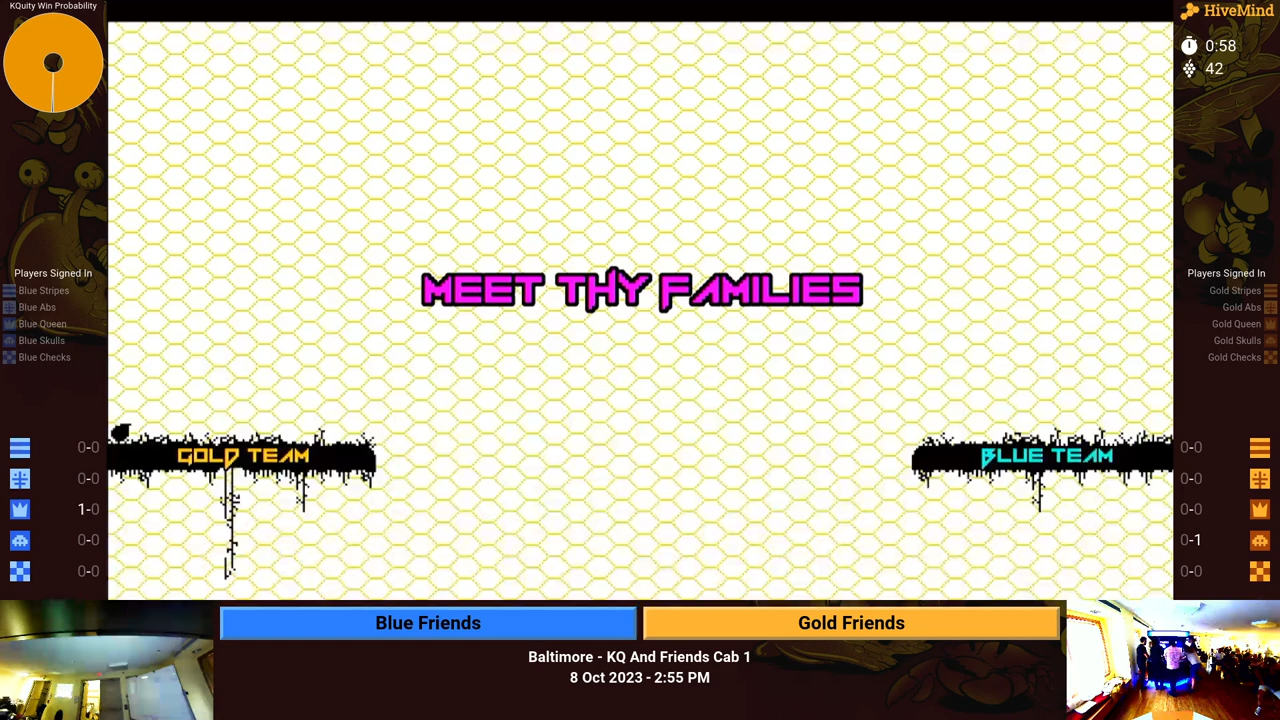 KQuity Win Probability
HiveMind
0:58
42
MEET THY FAMILIES
Players Signed In
Blue Stripes
Blue Abs
Blue Queen
Blue Skulls
Blue Checks
Players Signed In
Gold Stripes
Gold Abs
Gold Queen
Gold Skulls
Gold Checks
GOLD TEAM
BLUE TEAM
0-0
0-0
1-0
0-0
0-0
0-0
0-0
0-0
0-1
0-0
Blue Friends
Gold Friends
Baltimore - KQ And Friends Cab 1
8 Oct 2023 - 2:55 PM